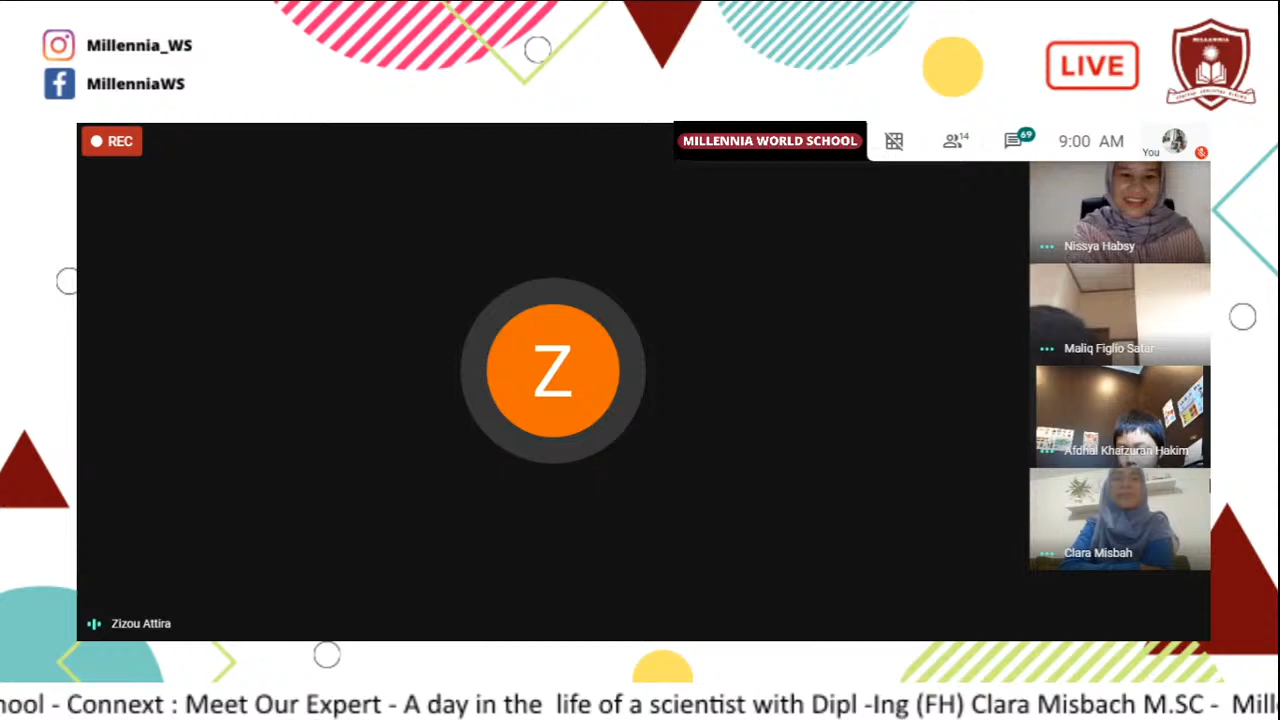 Millennia_WS
MillenniaWS
LIVE
MILLENNIA
REC
MILLENNIA WORLD SCHOOL
14
69
9:00 AM
You
Nissya Habsy
Maliq Figlio Satar
Afdhal Khaizuran Hakim
Clara Misbah
Z
Zizou Attira
ool - Connext : Meet Our Expert - A day in the life of a scientist with Dipl -Ing (FH) Clara Misbach M.SC - Mill